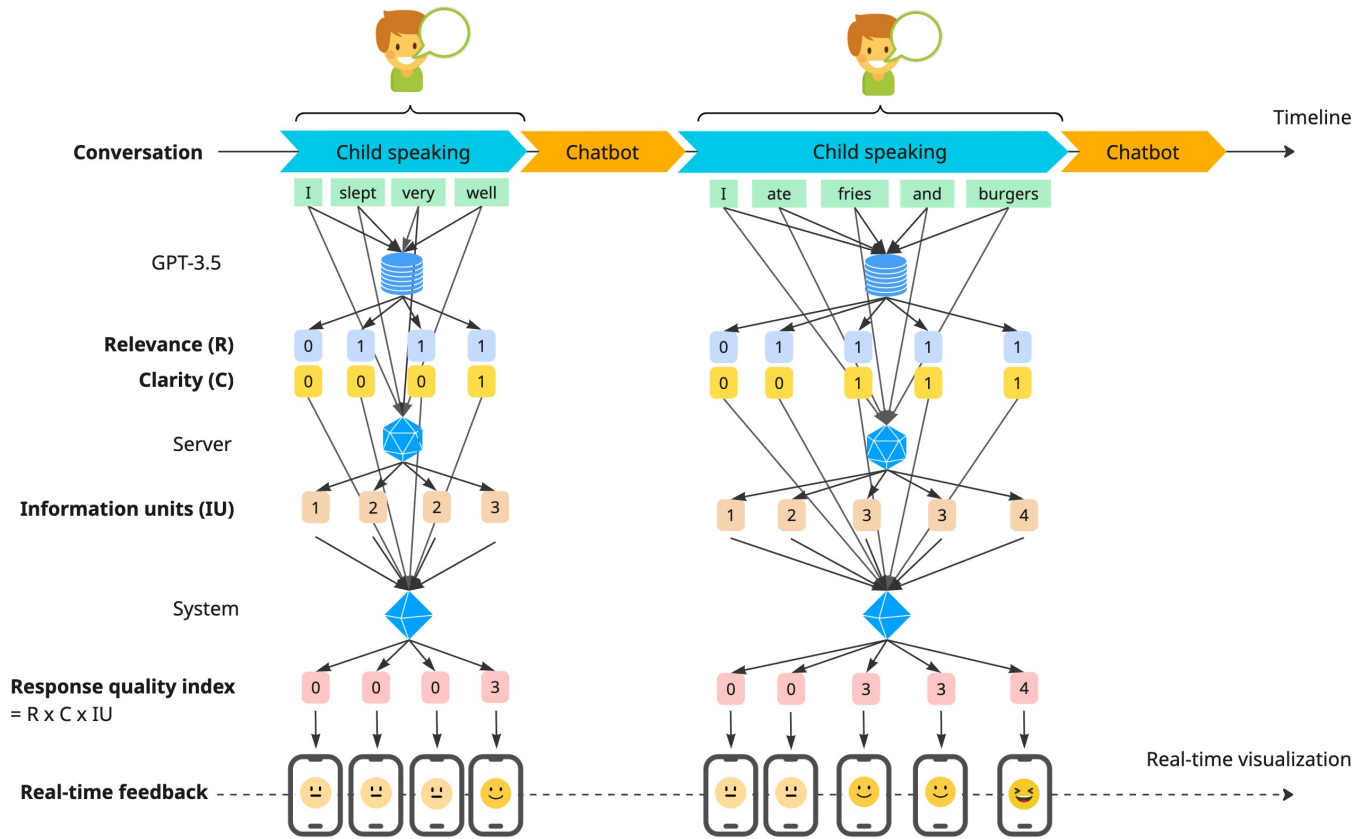 Timeline
Conversation Child speaking Chatbot Child speaking Chatbot
I slept very well I ate fries and burgers
GPT-3.5
Relevance (R) 0 1 1 1 0 1 1 1 1
Clarity (C) 0 0 0 1 0 0 1 1 1
Server
Information units (IU) 1 2 2 3 1 2 3 3 4
System
Response quality index 0 0 0 3 0 0 3 3 4
= R x C x IU
Real-time visualization
Real-time feedback